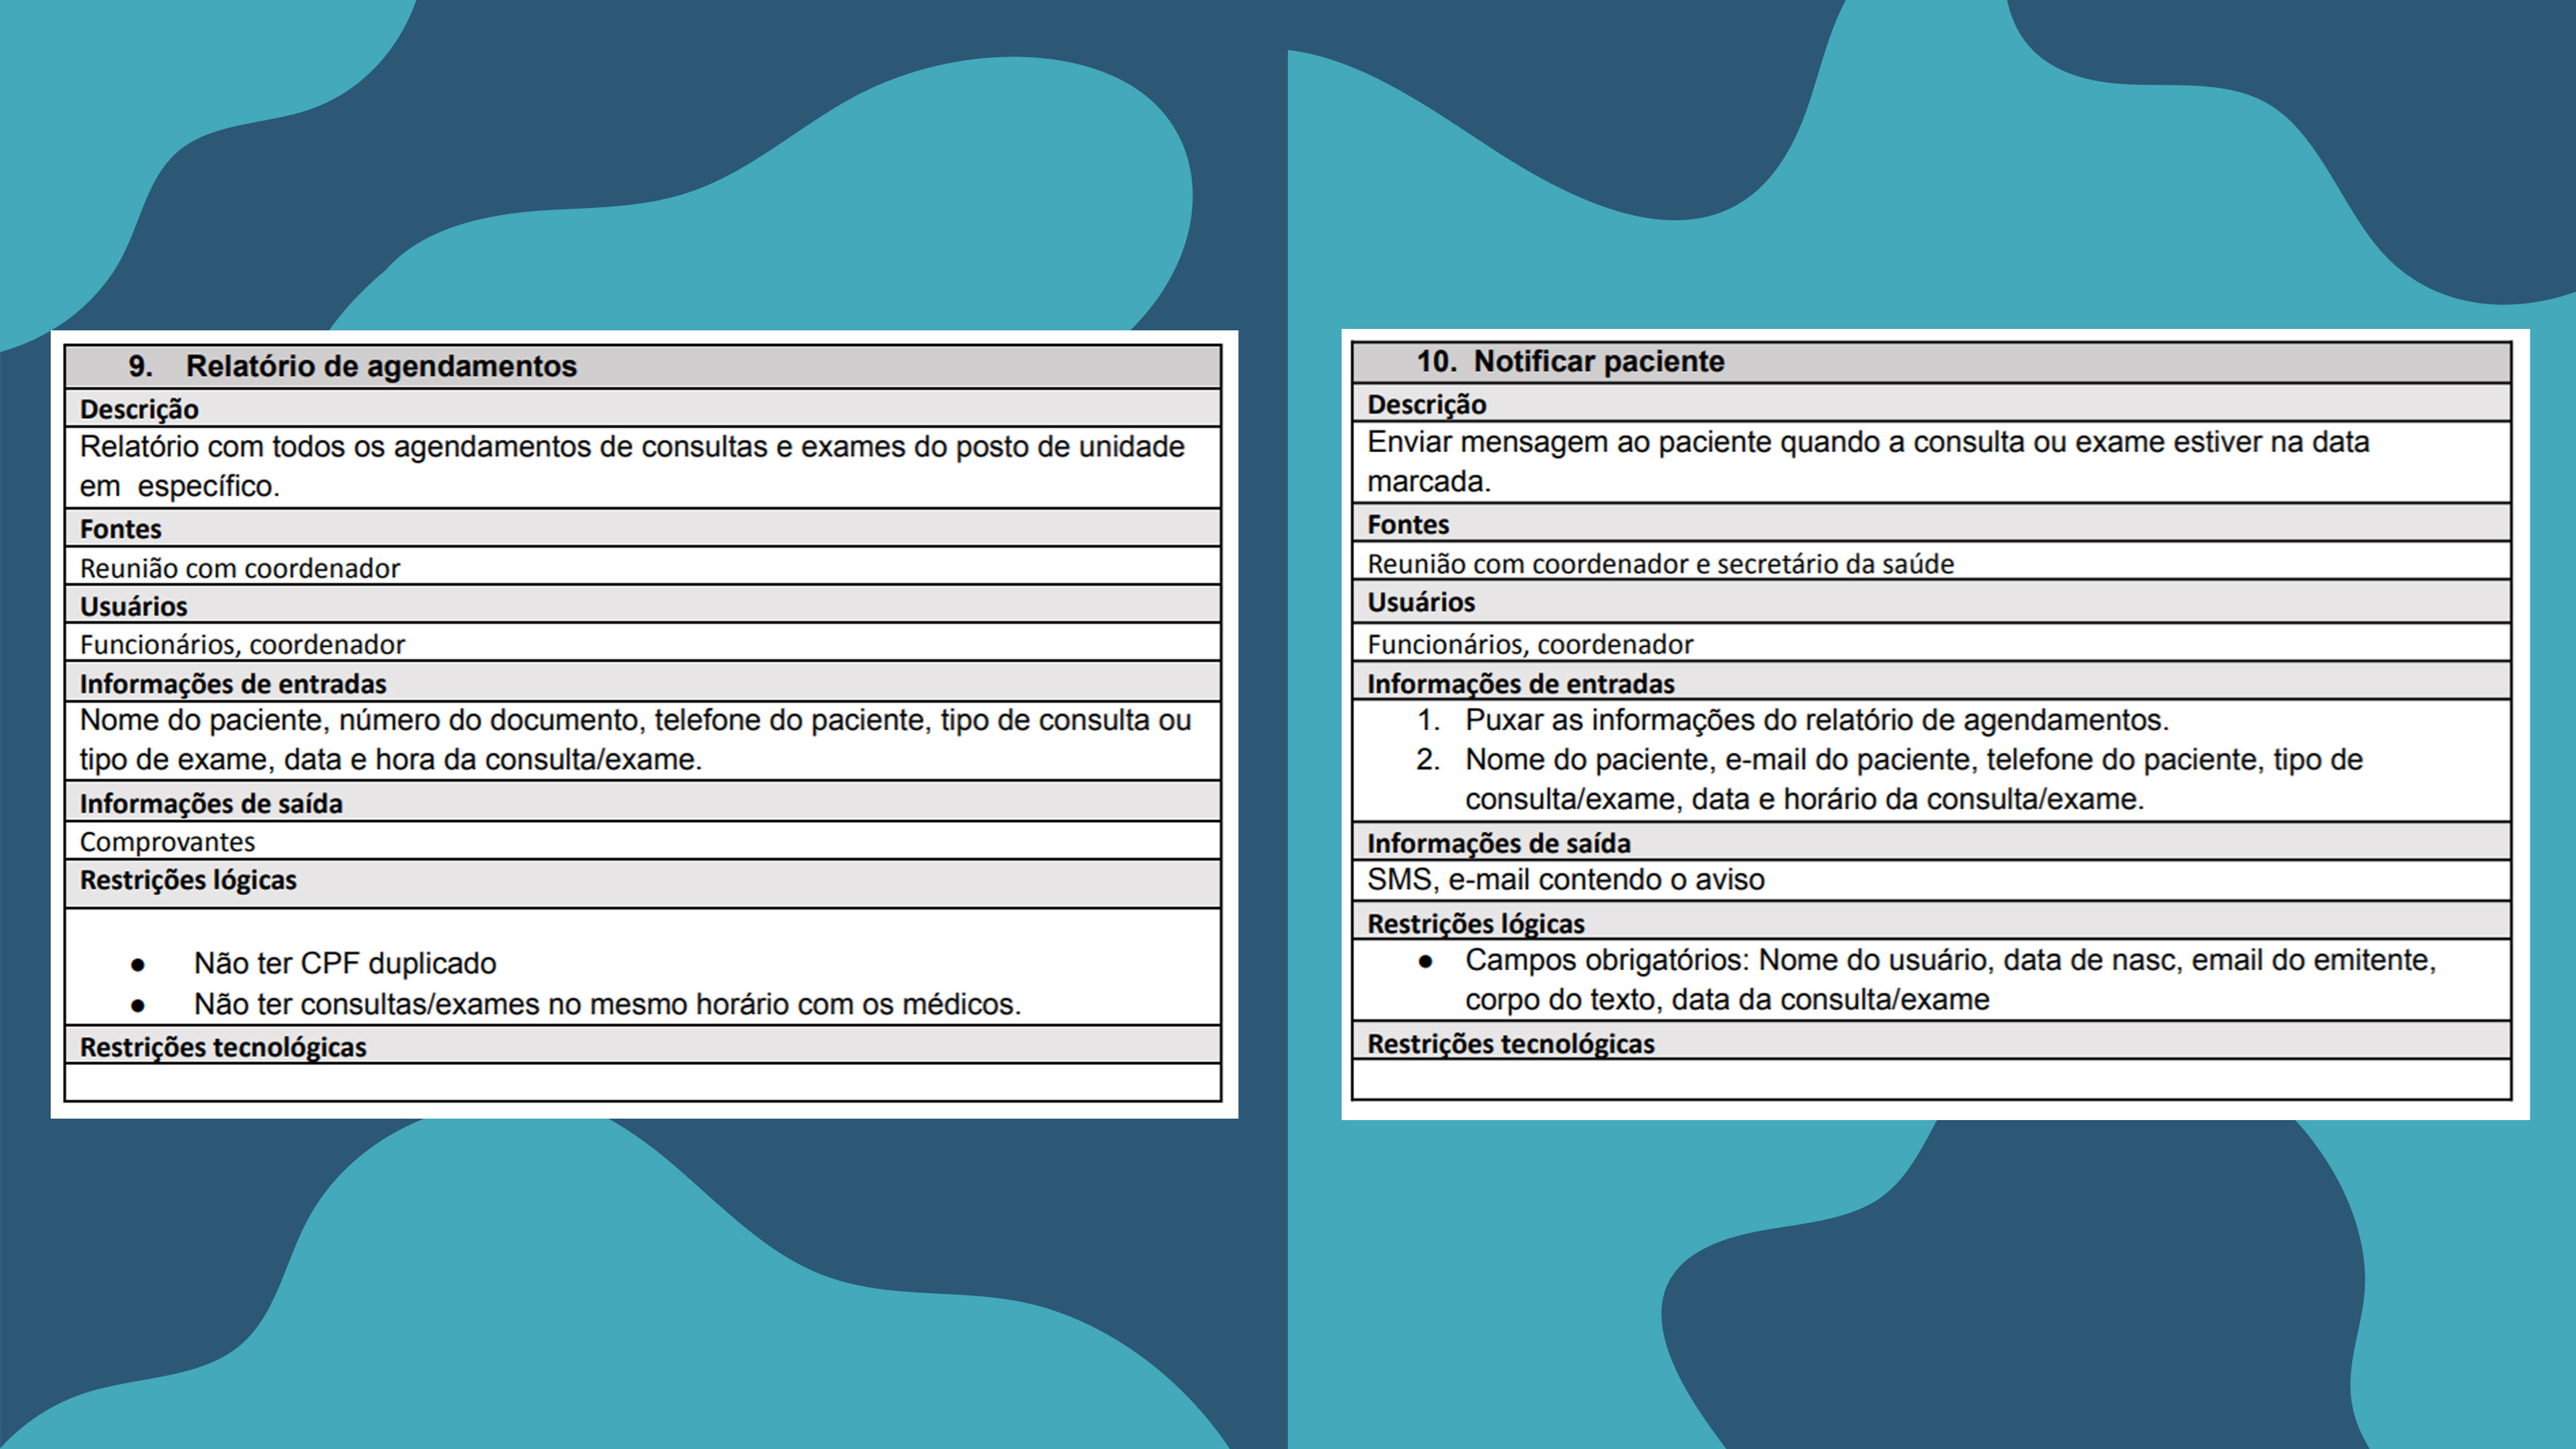 9. Relatório de agendamentos
Descrição
Relatório com todos os agendamentos de consultas e exames do posto de unidade
em específico.
Fontes
Reunião com coordenador
Usuários
Funcionários, coordenador
Informações de entradas
Nome do paciente, número do documento, telefone do paciente, tipo de consulta ou
tipo de exame, data e hora da consulta/exame.
Informações de saída
Comprovantes
Restrições lógicas
● Não ter CPF duplicado
● Não ter consultas/exames no mesmo horário com os médicos.
Restrições tecnológicas
10. Notificar paciente
Descrição
Enviar mensagem ao paciente quando a consulta ou exame estiver na data
marcada.
Fontes
Reunião com coordenador e secretário da saúde
Usuários
Funcionários, coordenador
Informações de entradas
1. Puxar as informações do relatório de agendamentos.
2. Nome do paciente, e-mail do paciente, telefone do paciente, tipo de
consulta/exame, data e horário da consulta/exame.
Informações de saída
SMS, e-mail contendo o aviso
Restrições lógicas
● Campos obrigatórios: Nome do usuário, data de nasc, email do emitente,
corpo do texto, data da consulta/exame
Restrições tecnológicas